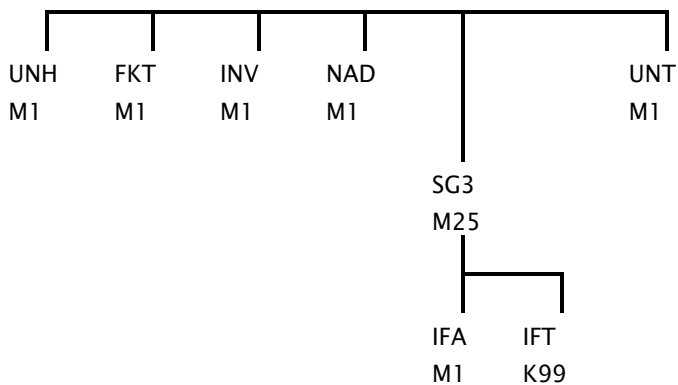 UNH FKT INV NAD UNT
M1 M1 M1 M1 M1
SG3
M25
IFA IFT
M1 K99